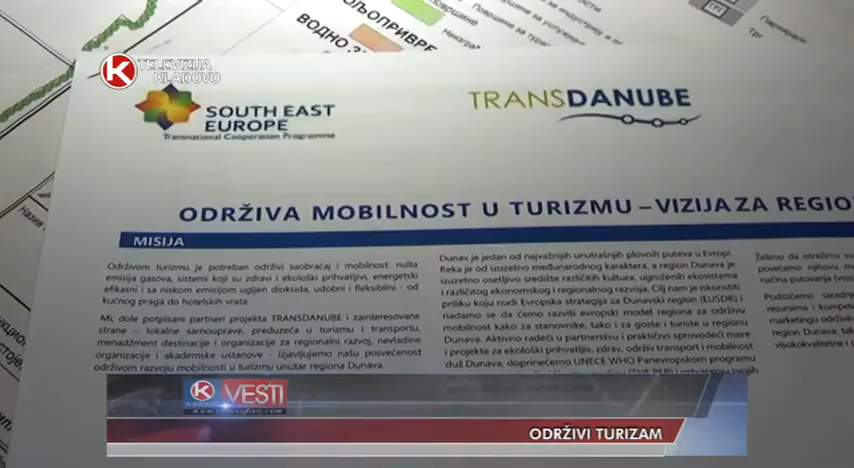 ПОВРШИНЕ
ПОЉОПРИВРЕ
ВОДНО
Трг
TELEVIZIJA
KLADOVO
SOUTH EAST
EUROPE
Transnational Cooperation Programme
TRANSDANUBE
ODRŽIVA MOBILNOST U TURIZMU – VIZIJA ZA REGIO
MISIJA
Održivom turizmu je potreban održivi saobraćaj i mobilnost: nulta
emisija gasova, sistemi koji su zdravi i ekološki prihvatljivi, energetski
efikasni i sa niskom emisijom ugljen dioksida, udobni i fleksibilni - od
kućnog praga do hotelskih vrata.
Mi, dole potpisani partneri projekta TRANSDANUBE i zainteresovane
strane – lokalne samouprave, preduzeća u turizmu i transportu,
menadžment destinacije i organizacije za regionalni razvoj, nevladine
organizacije i akademske ustanove - izjavljujemo našu posvećenost
održivom razvoju mobilnosti u turizmu unutar regiona Dunava.
Dunav je jedan od najvažnijih unutrašnjih plovnih puteva u Evropi.
Reka je od izuzetno međunarodnog karaktera, a region Dunava je
izuzetno osetljivo središte različitih kultura, ugroženih ekosistema
i različitog ekonomskog i regionalnog razvoja. Cilj nam je iskoristiti
priliku koju nudi Evropska strategija za Dunavski region (EUSDR) i
nadamo se da ćemo razviti evropski model regiona za održivu
mobilnost kako za stanovnike, tako i za goste i turiste u regionu
Dunava. Aktivno radeći u partnerstvu i praktično sprovodeći mere
i projekte za ekološki prihvatljiv, zdrav, održiv transport i mobilnost
duž Dunava, doprinećemo UNECE WHO Panevropskom programu
Želimo da istražimo su
povećamo njihovu m
načina putovanja tivo
Podstičemo saradnj
resursima i kompete
marketingu održiviv
region Dunava, tak
visokokvalitetne i
VESTI
ODRŽIVI TURIZAM